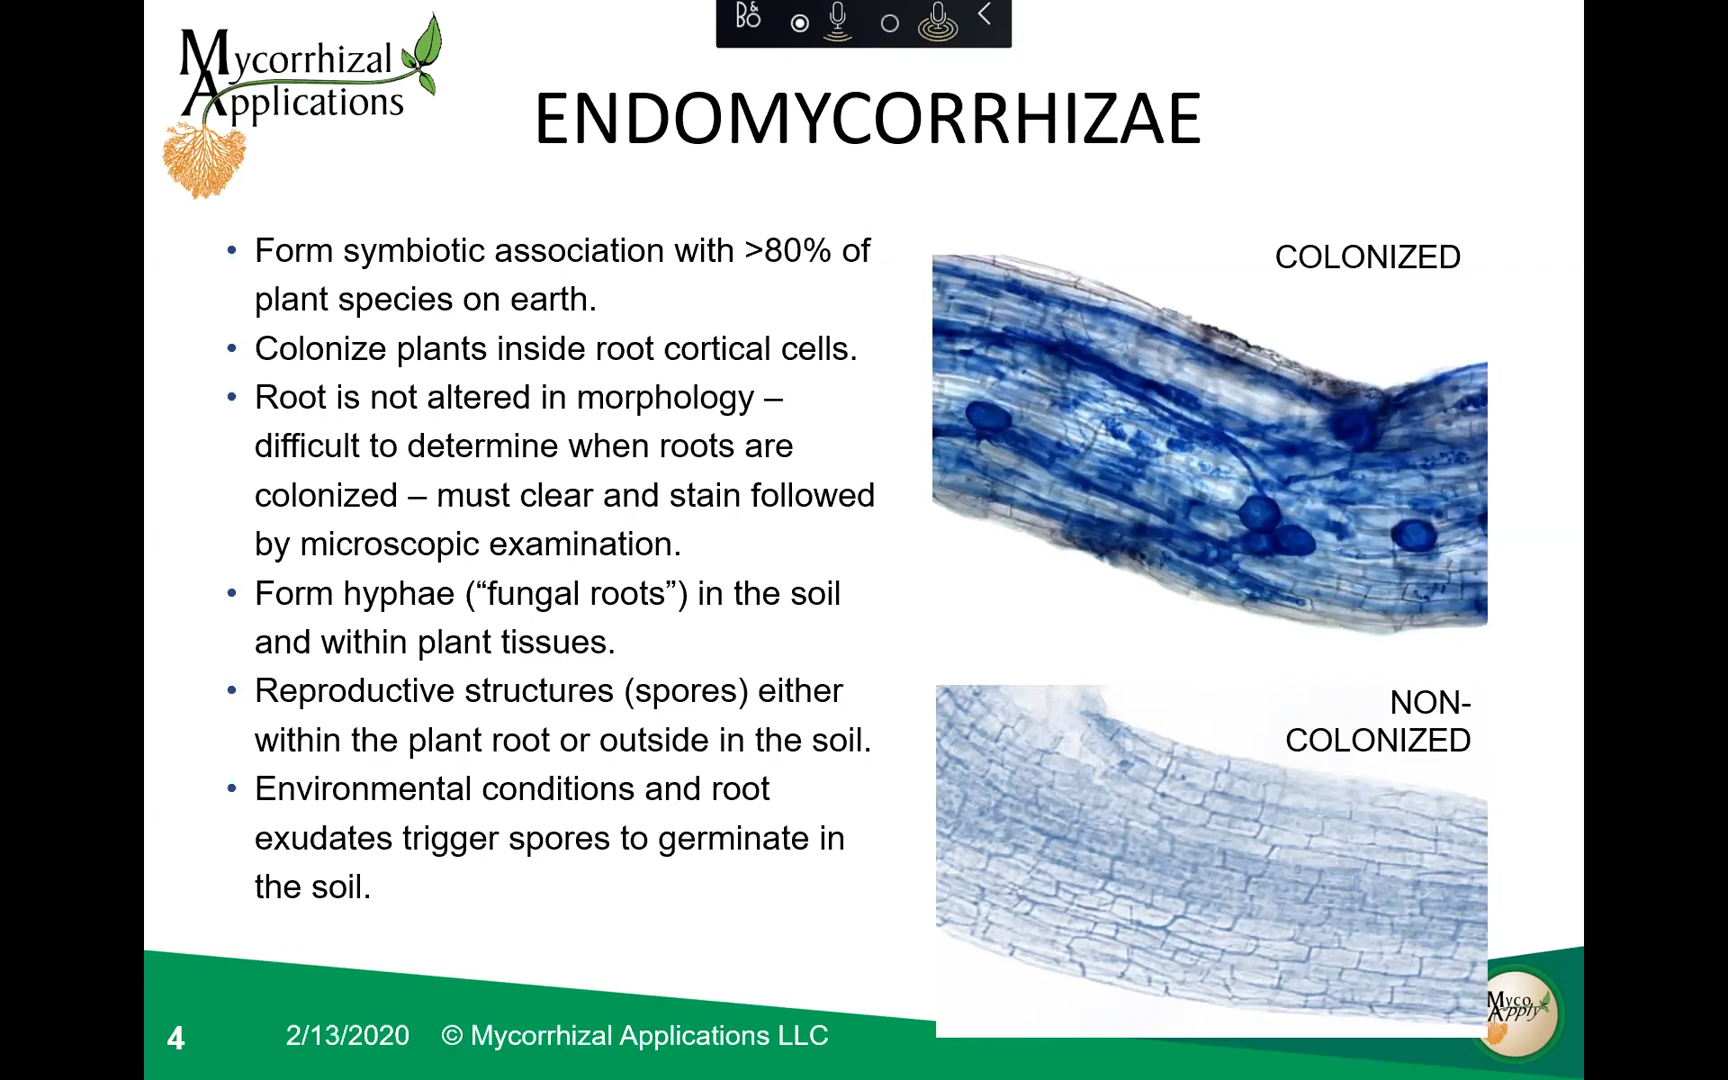 B&O
Mycorrhizal
Applications
ENDOMYCORRHIZAE
• Form symbiotic association with >80% of
plant species on earth.
• Colonize plants inside root cortical cells.
• Root is not altered in morphology –
difficult to determine when roots are
colonized – must clear and stain followed
by microscopic examination.
• Form hyphae (“fungal roots”) in the soil
and within plant tissues.
• Reproductive structures (spores) either
within the plant root or outside in the soil.
• Environmental conditions and root
exudates trigger spores to germinate in
the soil.
COLONIZED
NON-
COLONIZED
Myco
Apply
4 2/13/2020 © Mycorrhizal Applications LLC